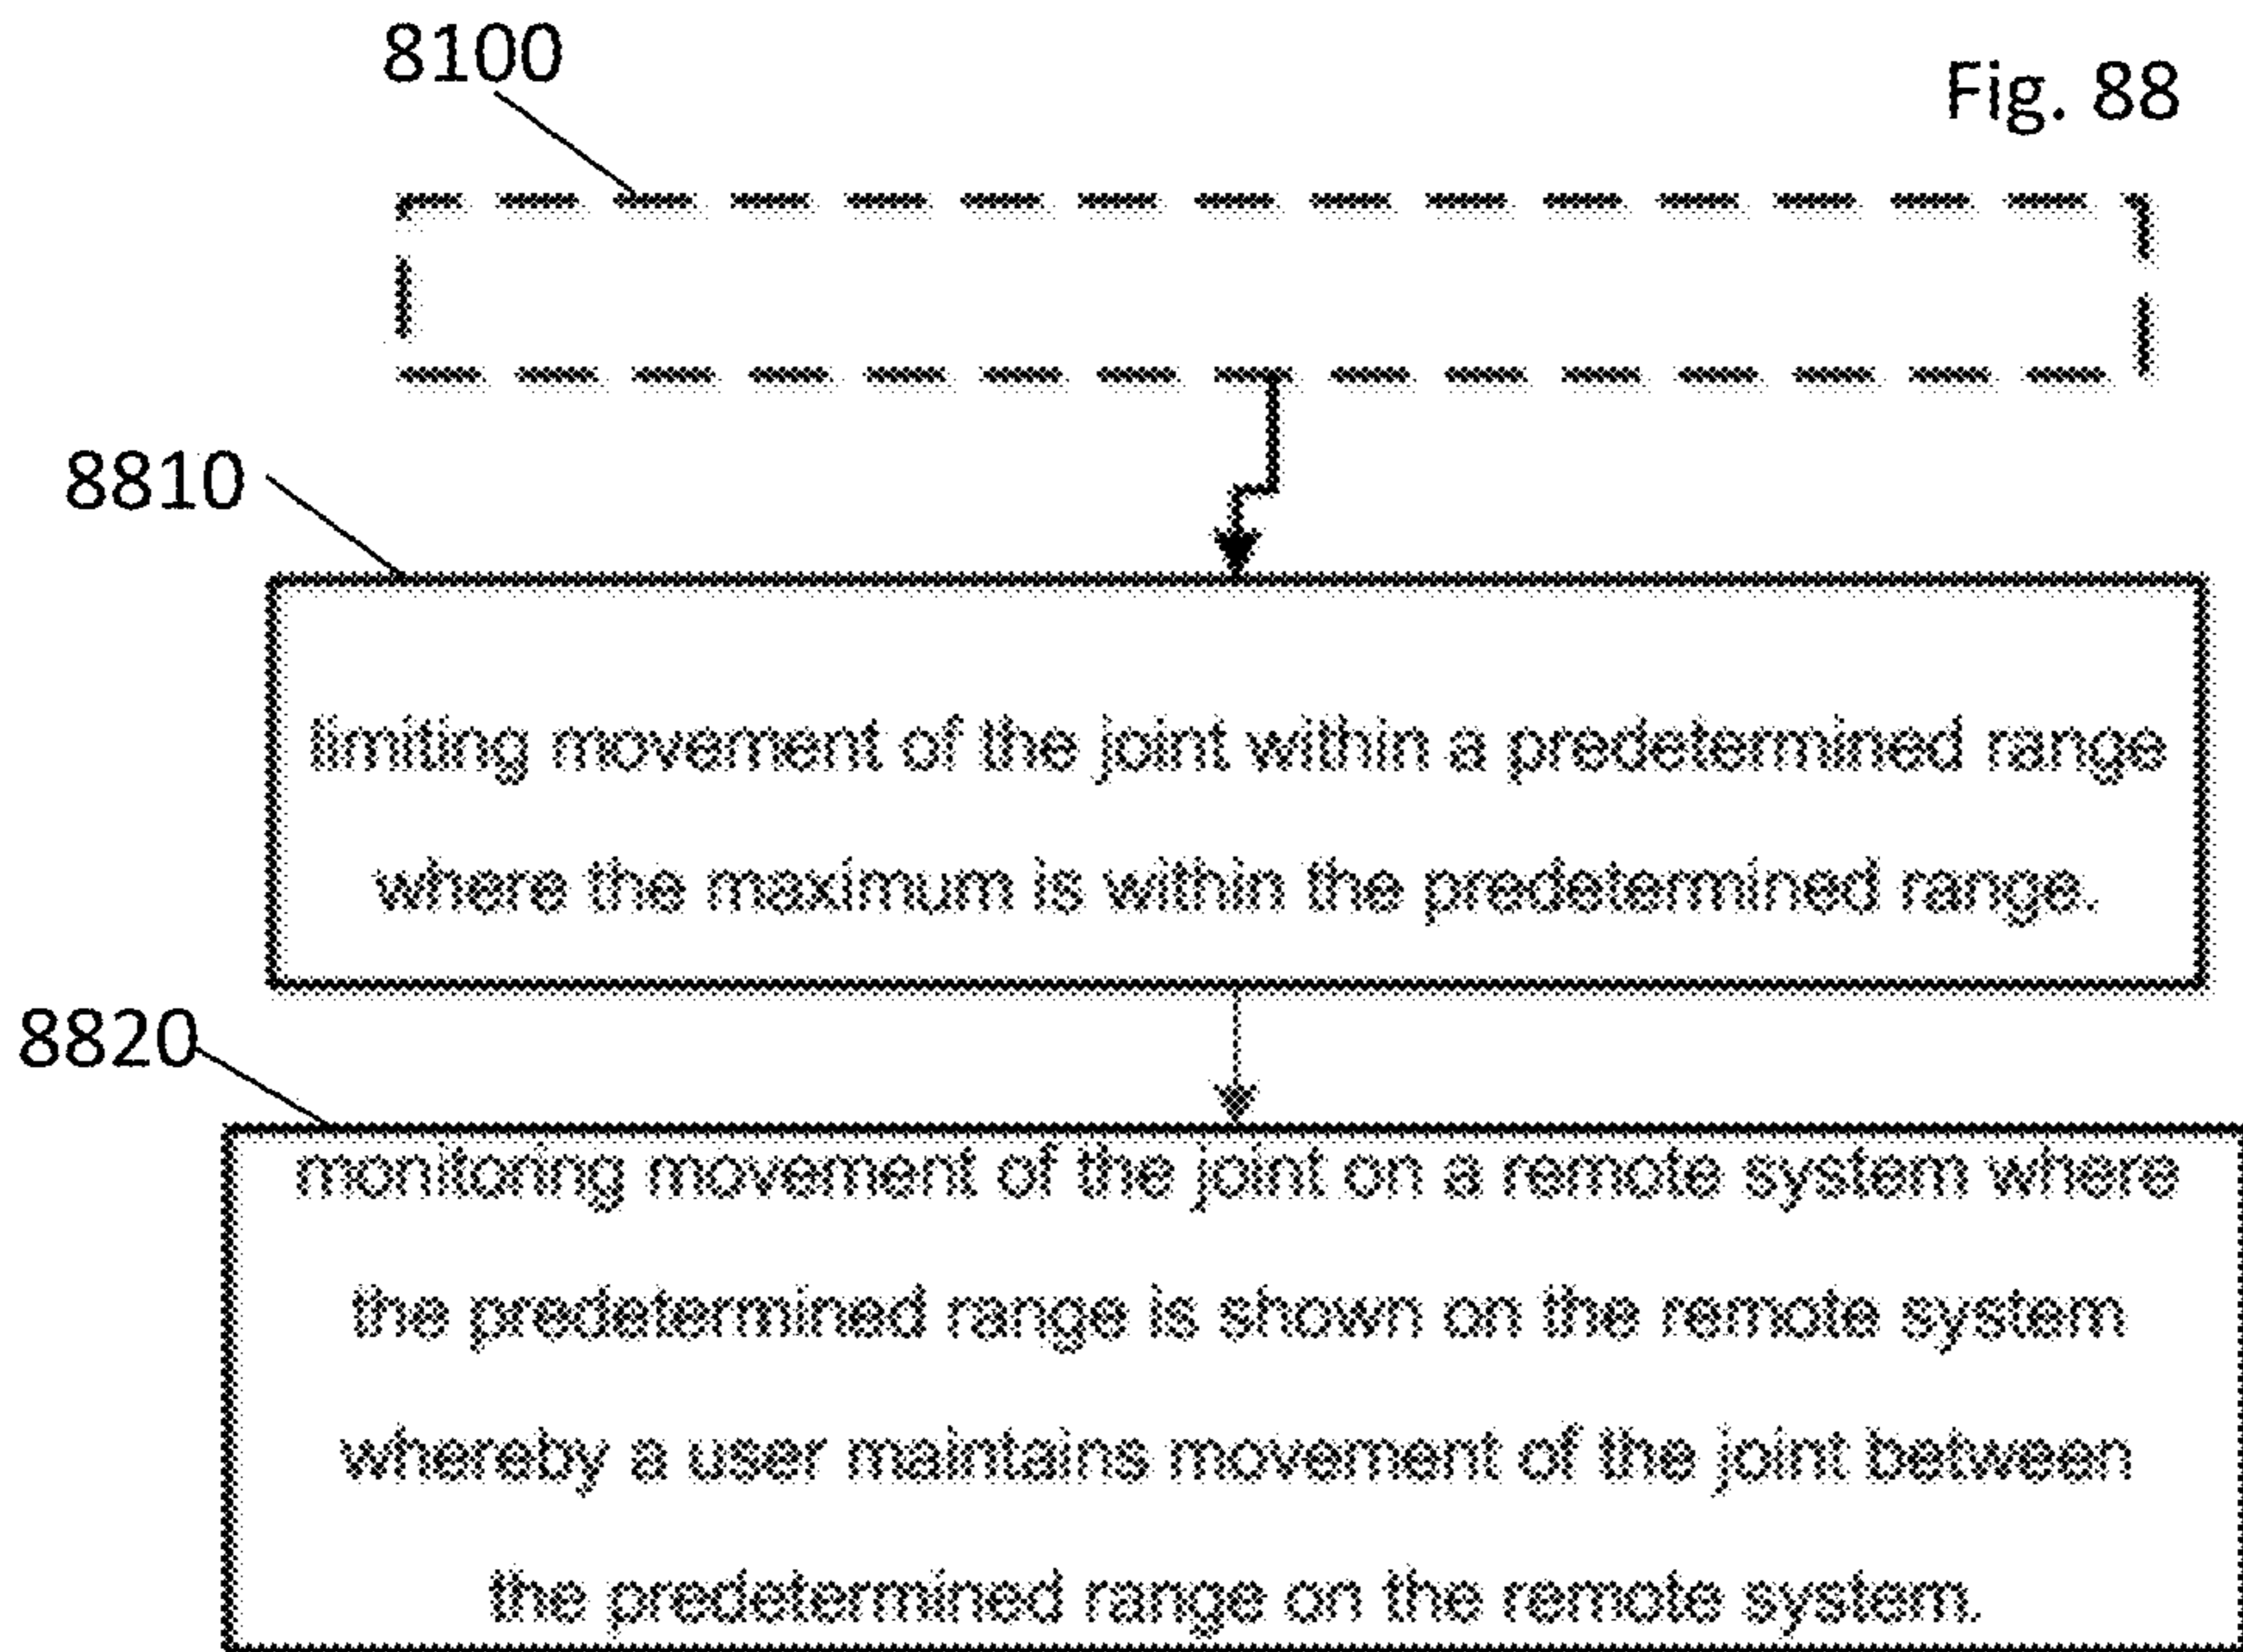 8100
Fig. 88
8810
limiting movement of the joint within a predetermined range
where the maximum is within the predetermined range.
8820
monitoring movement of the joint on a remote system where
the predetermined range is shown on the remote system
whereby a user maintains movement of the joint between
the predetermined range on the remote system.